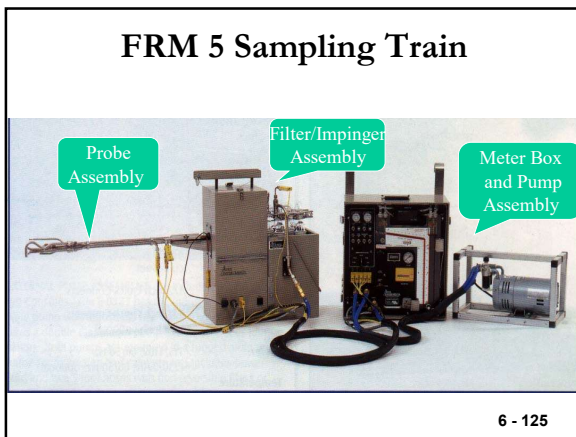 FRM 5 Sampling Train
Probe
Assembly
Filter/Impinger
Assembly
Meter Box
and Pump
Assembly
6 - 125